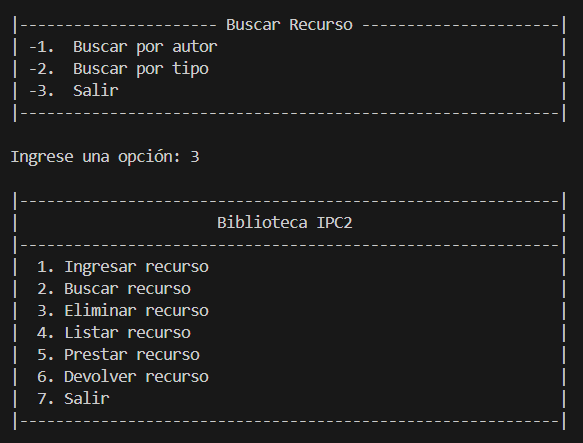 |---------------------- Buscar Recurso ----------------------|
| -1.  Buscar por autor                                      |
| -2.  Buscar por tipo                                       |
| -3.  Salir                                                 |
|------------------------------------------------------------|
Ingrese una opción: 3
|------------------------------------------------------------|
|                      Biblioteca IPC2                       |
|------------------------------------------------------------|
|  1. Ingresar recurso                                       |
|  2. Buscar recurso                                         |
|  3. Eliminar recurso                                       |
|  4. Listar recurso                                         |
|  5. Prestar recurso                                        |
|  6. Devolver recurso                                       |
|  7. Salir                                                  |
|------------------------------------------------------------|